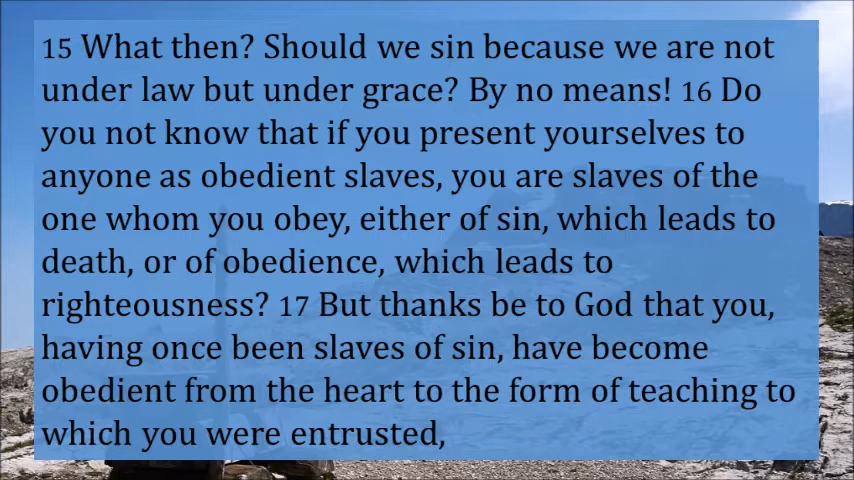 15 What then? Should we sin because we are not
under law but under grace? By no means! 16 Do
you not know that if you present yourselves to
anyone as obedient slaves, you are slaves of the
one whom you obey, either of sin, which leads to
death, or of obedience, which leads to
righteousness? 17 But thanks be to God that you,
having once been slaves of sin, have become
obedient from the heart to the form of teaching to
which you were entrusted,